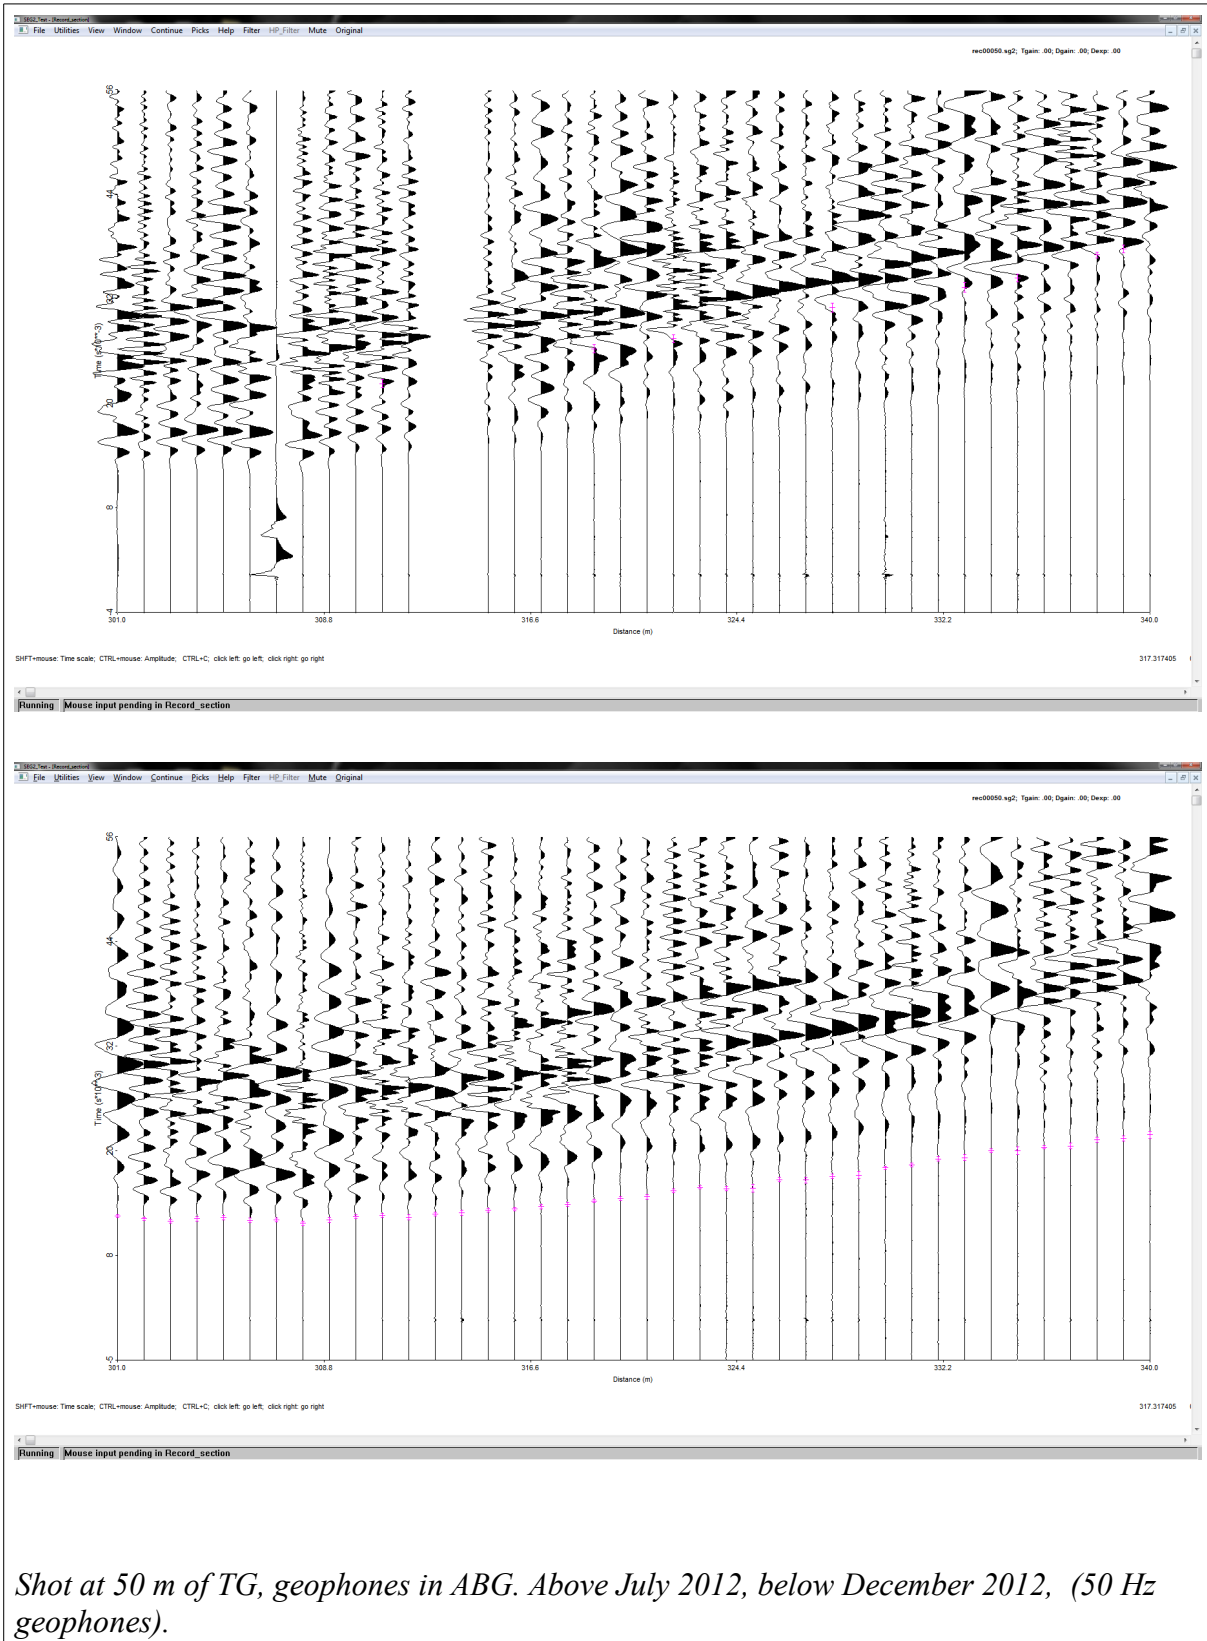 SEG2_Test - [Record_section]
File Utilities View Window Continue Picks Help Filter HP_Filter Mute Original
rec00050.sg2; Tgain: .00; Dgain: .00; Dexp: .00
56
44
32
20
8
-4
Time (s*10**-3)
301.0 308.8 316.6 324.4 332.2 340.0
Distance (m)
SHFT+mouse: Time scale; CTRL+mouse: Amplitude; CTRL+C; click left: go left; click right: go right
317.317405
Running Mouse input pending in Record_section
SEG2_Test - [Record_section]
File Utilities View Window Continue Picks Help Filter HP_Filter Mute Original
rec00050.sg2; Tgain: .00; Dgain: .00; Dexp: .00
56
44
32
20
8
-5
Time (s*10**-3)
301.0 308.8 316.6 324.4 332.2 340.0
Distance (m)
SHFT+mouse: Time scale; CTRL+mouse: Amplitude; CTRL+C; click left: go left; click right: go right
317.317405
Running Mouse input pending in Record_section
Shot at 50 m of TG, geophones in ABG. Above July 2012, below December 2012, (50 Hz
geophones).